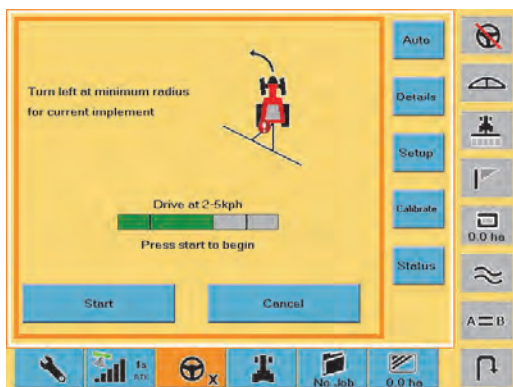 Auto
Turn left at minimum radius
for current implement
Details
Setup
Calibrate
Drive at 2-5kph
Press start to begin
Status
Start
Cancel
0.0 ha
A=B
1s
x
No Job
0.0 ha